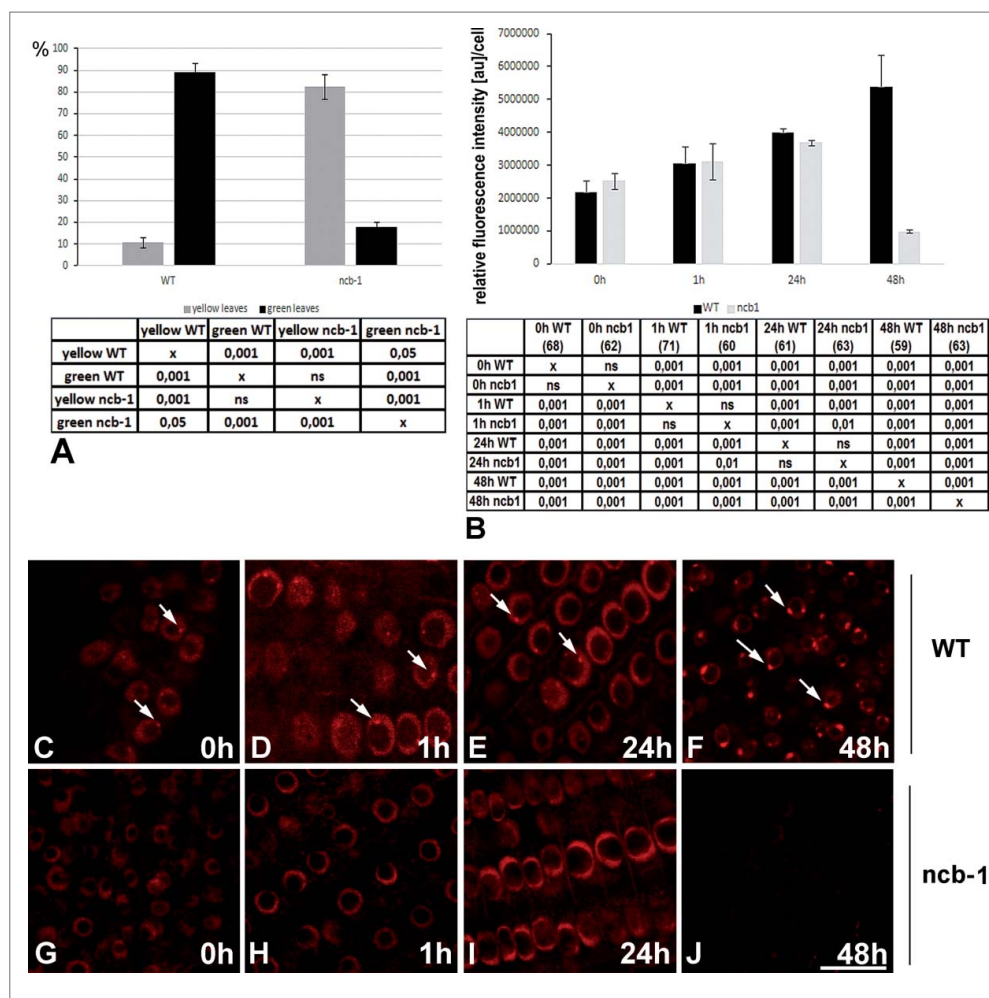 %
100
90
80
70
60
50
40
30
20
10
0
WT ncb-1
yellow leaves green leaves
yellow WT green WT yellow ncb-1 green ncb-1
yellow WT x 0,001 0,001 0,05
green WT 0,001 x ns 0,001
yellow ncb-1 0,001 ns x 0,001
green ncb-1 0,05 0,001 0,001 x
A
relative fluorescence intensity [au]/cell
7000000
6000000
5000000
4000000
3000000
2000000
1000000
0
0h 1h 24h 48h
WT ncb1
0h WT 0h ncb1 1h WT 1h ncb1 24h WT 24h ncb1 48h WT 48h ncb1
(68) (62) (71) (60) (61) (63) (59) (63)
0h WT x ns 0,001 0,001 0,001 0,001 0,001 0,001
0h ncb1 ns x 0,001 0,001 0,001 0,001 0,001 0,001
1h WT 0,001 0,001 x ns 0,001 0,001 0,001 0,001
1h ncb1 0,001 0,001 ns x 0,001 0,01 0,001 0,001
24h WT 0,001 0,001 0,001 0,001 x ns 0,001 0,001
24h ncb1 0,001 0,001 0,001 0,01 ns x 0,001 0,001
48h WT 0,001 0,001 0,001 0,001 0,001 0,001 x 0,001
48h ncb1 0,001 0,001 0,001 0,001 0,001 0,001 0,001 x
B
C 0h D 1h E 24h F 48h
WT
G 0h H 1h I 24h J 48h
ncb-1